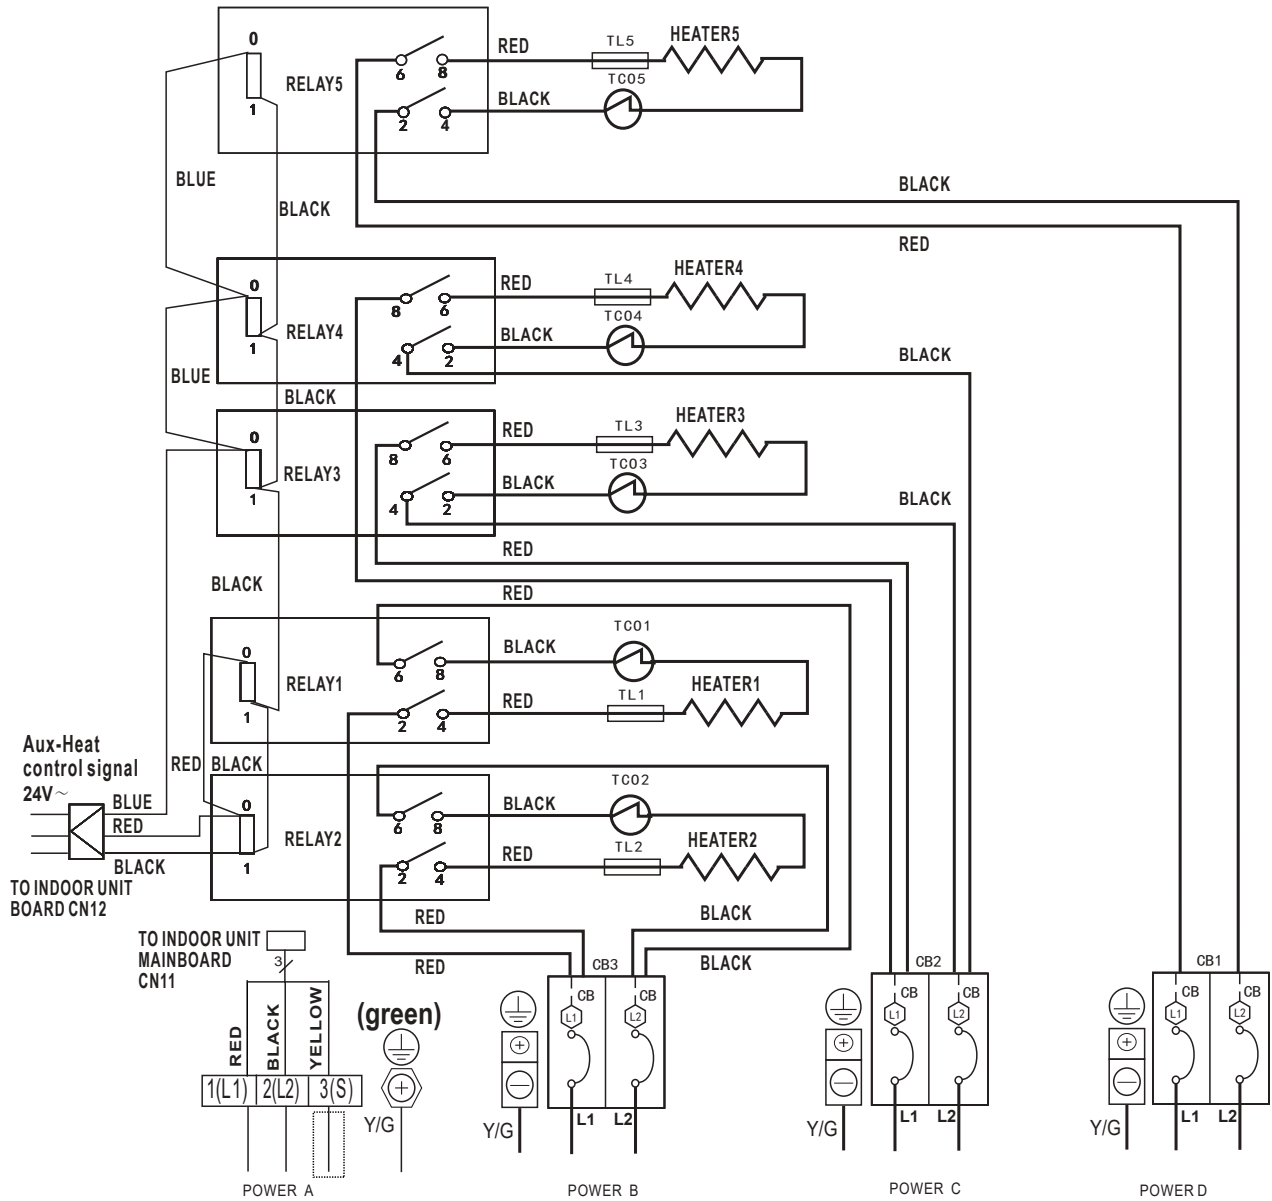 0
RED
TL5
HEATER5
6
8
RELAY5
TCO5
1
BLACK
2
4
BLUE
BLACK
BLACK
RED
0
RED
TL4
HEATER4
8
6
RELAY4
TCO4
1
BLACK
4
2
BLACK
BLUE
BLACK
0
RED
TL3
HEATER3
8
6
RELAY3
TCO3
1
BLACK
4
2
BLACK
RED
BLACK
RED
TCO1
0
BLACK
6
8
RELAY1
TL1
HEATER1
1
RED
2
4
Aux-Heat
control signal
24V~
RED
BLACK
TCO2
0
BLACK
6
8
BLUE
RED
RELAY2
TL2
HEATER2
BLACK
1
RED
2
4
TO INDOOR UNIT
BOARD CN12
RED
BLACK
TO INDOOR UNIT
MAINBOARD
CN11
3
RED
BLACK
CB3
CB2
CB1
RED
BLACK
YELLOW
(green)
CB
CB
L1
L2
CB
CB
L1
L2
CB
CB
L1
L2
1(L1)
2(L2)
3(S)
Y/G
Y/G
L1
L2
Y/G
L1
L2
Y/G
L1
L2
POWER A
POWER B
POWER C
POWER D